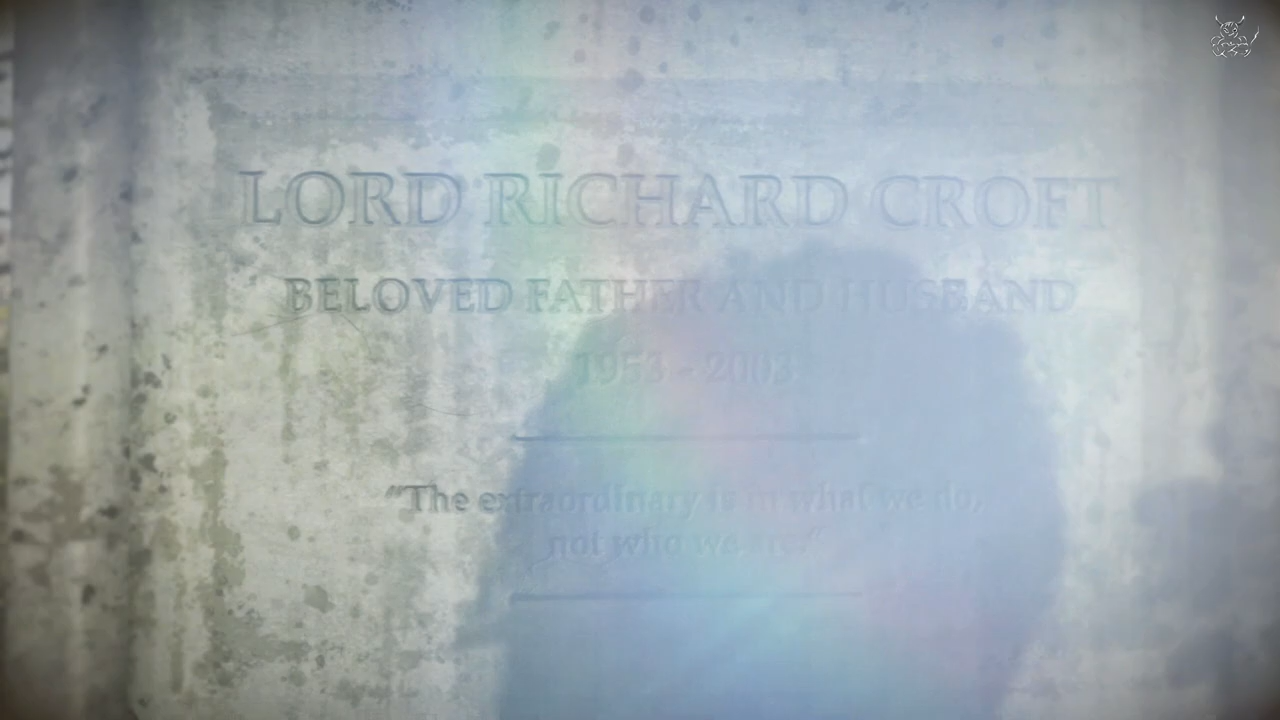 LORD RICHARD CROFT
BELOVED FATHER AND HUSBAND
1953 - 2003
“The extraordinary is in what we do,
not who we are.”